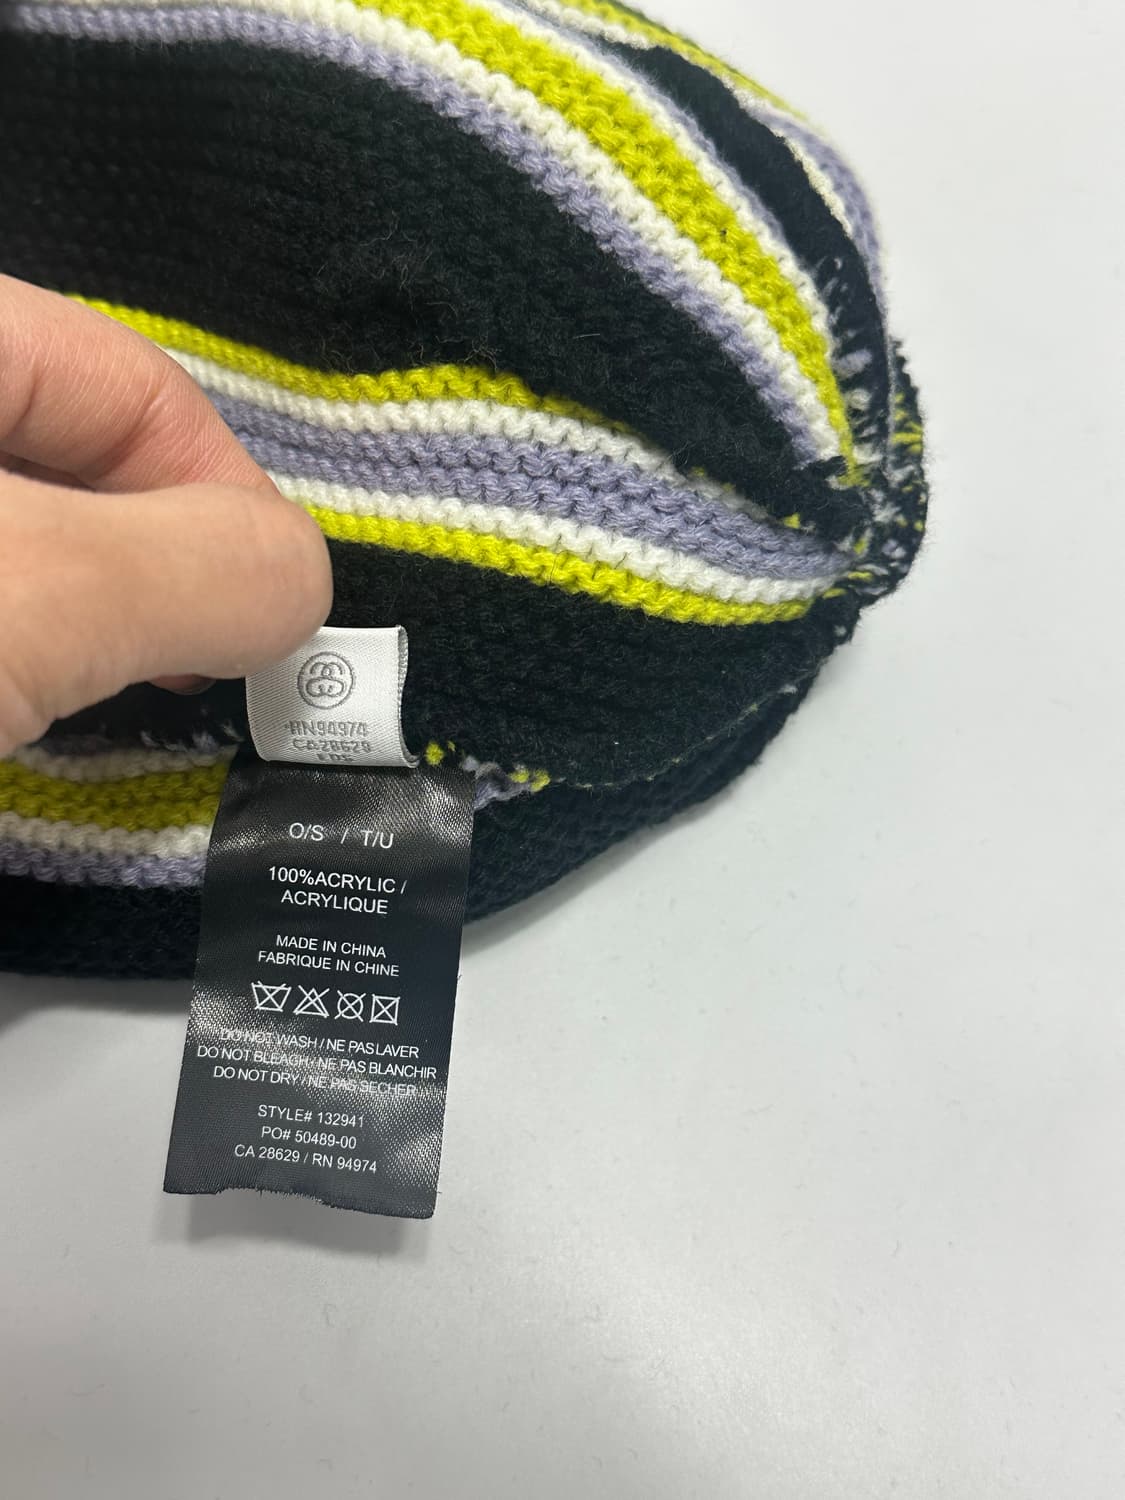 RN94974
CA28629
O/S / T/U
100%ACRYLIC /
ACRYLIQUE
MADE IN CHINA
FABRIQUE IN CHINE
DO NOT WASH / NE PAS LAVER
DO NOT BLEACH / NE PAS BLANCHIR
DO NOT DRY / NE PAS SECHER
STYLE# 132941
PO# 50489-00
CA 28629 / RN 94974